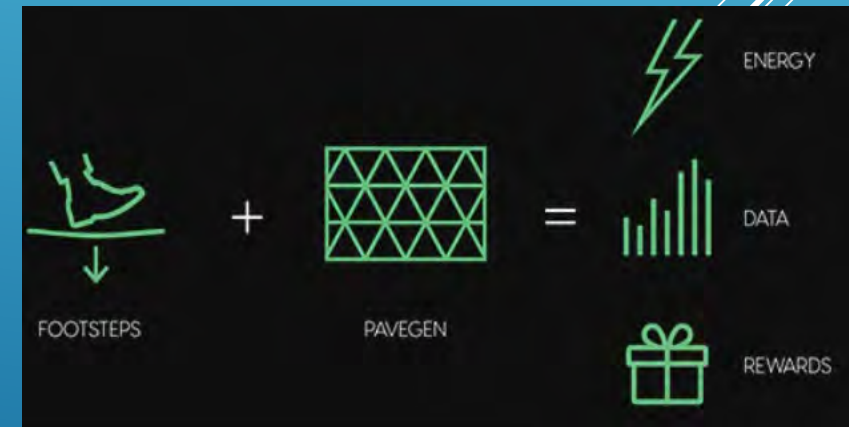 FOOTSTEPS
+
PAVEGEN
=
ENERGY
DATA
REWARDS